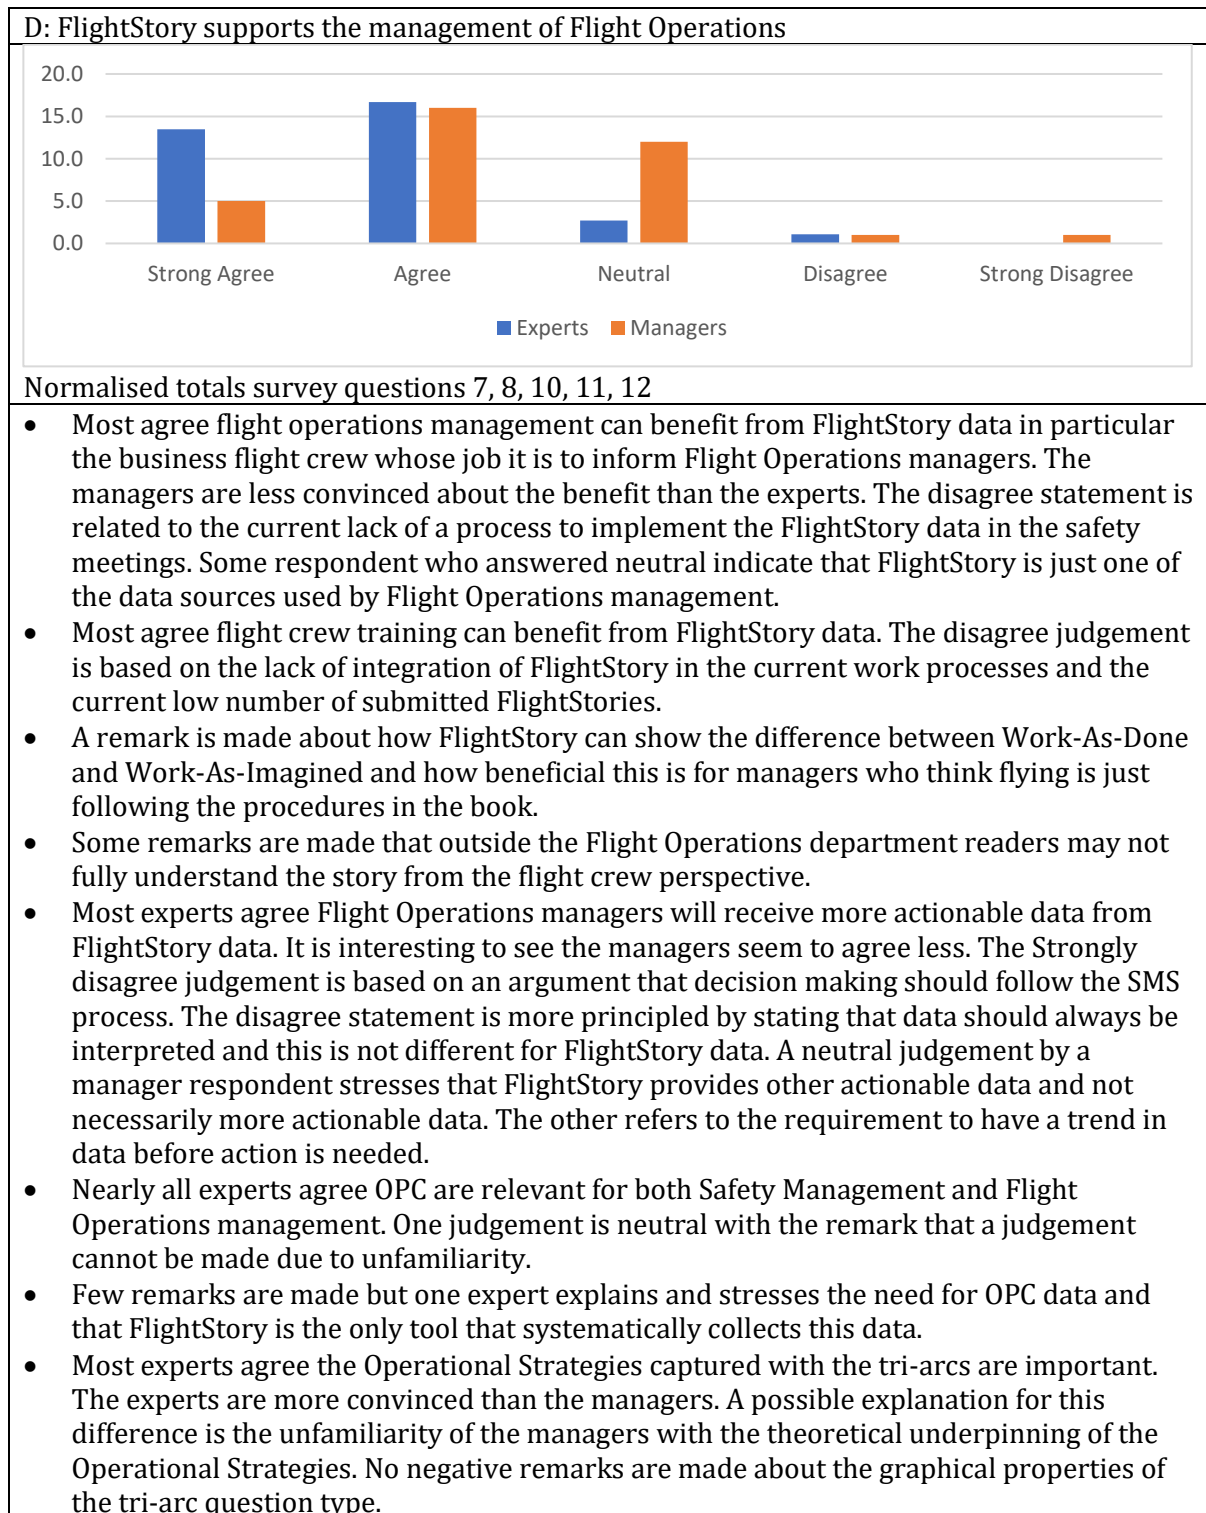 D: FlightStory supports the management of Flight Operations
20.0
15.0
10.0
5.0
0.0
Strong Agree
Agree
Neutral
Disagree
Strong Disagree
Experts
Managers
Normalised totals survey questions 7, 8, 10, 11, 12
• Most agree flight operations management can benefit from FlightStory data in particular
the business flight crew whose job it is to inform Flight Operations managers. The
managers are less convinced about the benefit than the experts. The disagree statement is
related to the current lack of a process to implement the FlightStory data in the safety
meetings. Some respondent who answered neutral indicate that FlightStory is just one of
the data sources used by Flight Operations management.
• Most agree flight crew training can benefit from FlightStory data. The disagree judgement
is based on the lack of integration of FlightStory in the current work processes and the
current low number of submitted FlightStories.
• A remark is made about how FlightStory can show the difference between Work-As-Done
and Work-As-Imagined and how beneficial this is for managers who think flying is just
following the procedures in the book.
• Some remarks are made that outside the Flight Operations department readers may not
fully understand the story from the flight crew perspective.
• Most experts agree Flight Operations managers will receive more actionable data from
FlightStory data. It is interesting to see the managers seem to agree less. The Strongly
disagree judgement is based on an argument that decision making should follow the SMS
process. The disagree statement is more principled by stating that data should always be
interpreted and this is not different for FlightStory data. A neutral judgement by a
manager respondent stresses that FlightStory provides other actionable data and not
necessarily more actionable data. The other refers to the requirement to have a trend in
data before action is needed.
• Nearly all experts agree OPC are relevant for both Safety Management and Flight
Operations management. One judgement is neutral with the remark that a judgement
cannot be made due to unfamiliarity.
• Few remarks are made but one expert explains and stresses the need for OPC data and
that FlightStory is the only tool that systematically collects this data.
• Most experts agree the Operational Strategies captured with the tri-arcs are important.
The experts are more convinced than the managers. A possible explanation for this
difference is the unfamiliarity of the managers with the theoretical underpinning of the
Operational Strategies. No negative remarks are made about the graphical properties of
the tri-arc question type.